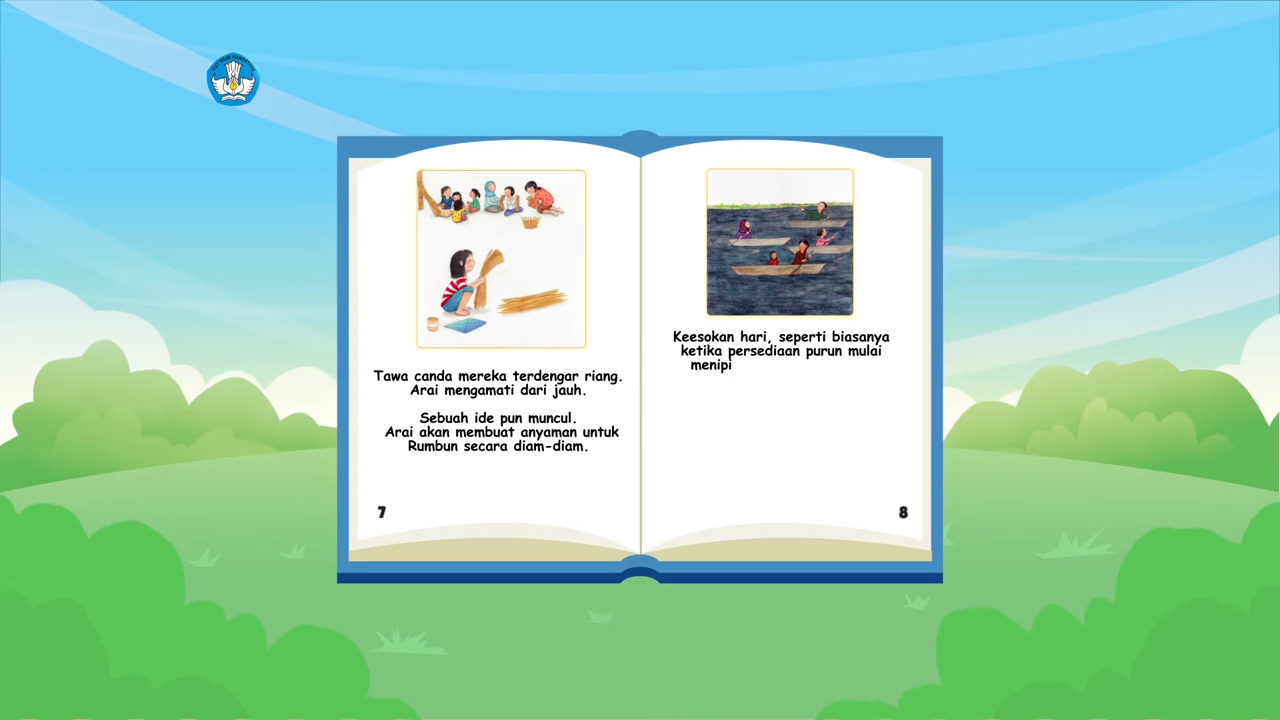 Tawa canda mereka terdengar riang.
Arai mengamati dari jauh.
Sebuah ide pun muncul.
Arai akan membuat anyaman untuk
Rumbun secara diam-diam.
7
Keesokan hari, seperti biasanya
ketika persediaan purun mulai
menipi
8